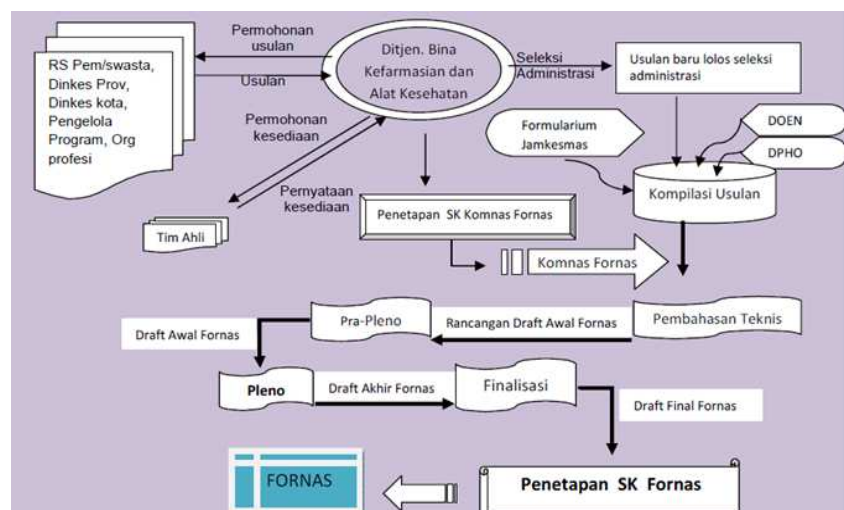 Permohonan
usulan
RS Pem/swasta,
Dinkes Prov,
Dinkes kota,
Pengelola
Program, Org
profesi
Usulan
Ditjen. Bina
Kefarmasian dan
Alat Kesehatan
Seleksi
Administrasi
Usulan baru lolos seleksi
administrasi
Permohonan
kesediaan
Pernyataan
kesediaan
Tim Ahli
Formularium
Jamkesmas
DOEN
DPHO
Kompilasi Usulan
Penetapan SK Komnas Fornas
Komnas Fornas
Pembahasan Teknis
Rancangan Draft Awal Fornas
Pra-Pleno
Draft Awal Fornas
Pleno
Draft Akhir Fornas
Finalisasi
Draft Final Fornas
Penetapan SK Fornas
FORNAS